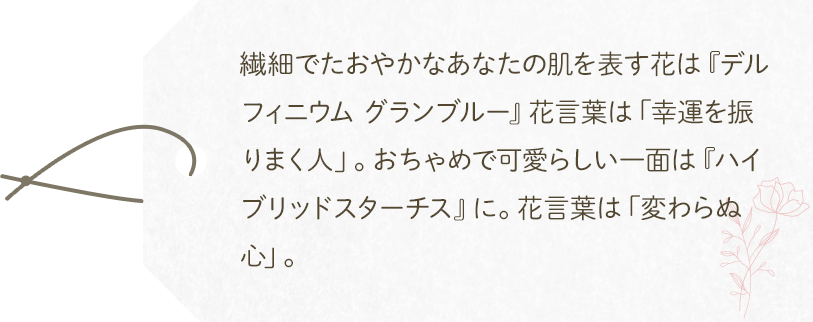 繊細でたおやかなあなたの肌を表す花は『デル
フィニウム グランブルー』花言葉は「幸運を振
りまく人」。おちゃめで可愛らしい一面は『ハイ
ブリッドスターチス』に。花言葉は「変わらぬ
心」。